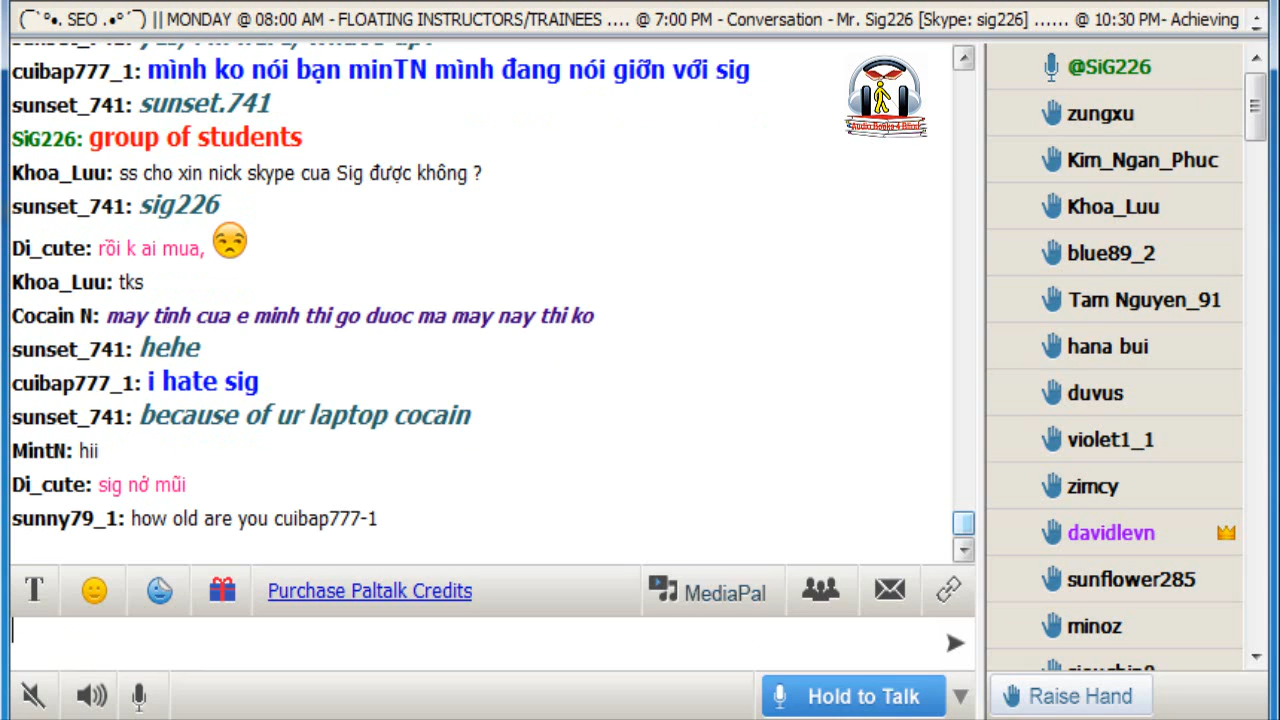 (¯`°•. SEO .•°´¯) || MONDAY @ 08:00 AM - FLOATING INSTRUCTORS/TRAINEES .... @ 7:00 PM - Conversation - Mr. Sig226 [Skype: sig226] ...... @ 10:30 PM- Achieving
cuibap777_1: mình ko nói bạn minTN mình đang nói giỡn với sig
sunset_741: sunset.741
SiG226: group of students
Khoa_Luu: ss cho xin nick skype cua Sig được không ?
sunset_741: sig226
Di_cute: rồi k ai mua,
Khoa_Luu: tks
Cocain N: may tinh cua e minh thi go duoc ma may nay thi ko
sunset_741: hehe
cuibap777_1: i hate sig
sunset_741: because of ur laptop cocain
MintN: hii
Di_cute: sig nở mũi
sunny79_1: how old are you cuibap777-1
Audio Books 4 Blind
Purchase Paltalk Credits
MediaPal
Hold to Talk
@SiG226
zungxu
Kim_Ngan_Phuc
Khoa_Luu
blue89_2
Tam Nguyen_91
hana bui
duvus
violet1_1
zimcy
davidlevn
sunflower285
minoz
Raise Hand